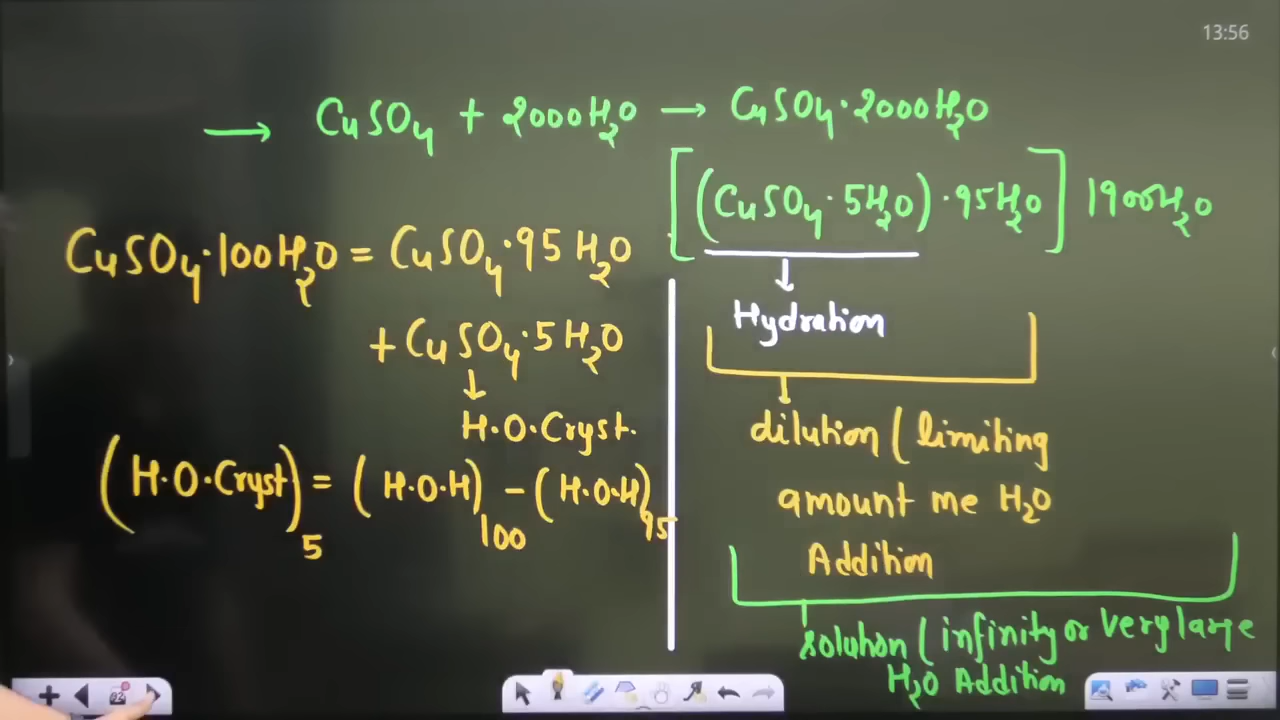 13:56
→ CuSO₄ + 2000H₂O → CuSO₄·2000H₂O
[(CuSO₄·5H₂O)·95H₂O] 1900H₂O
CuSO₄·100H₂O = CuSO₄·95H₂O
+ CuSO₄·5H₂O
↓
H.O.Cryst.
(H.O.Cryst)₅ = (H.O.H)₁₀₀ - (H.O.H)₉₅
↓
Hydration
↓
dilution (limiting
amount me H₂O
Addition
solution (infinity or very large
H₂O Addition